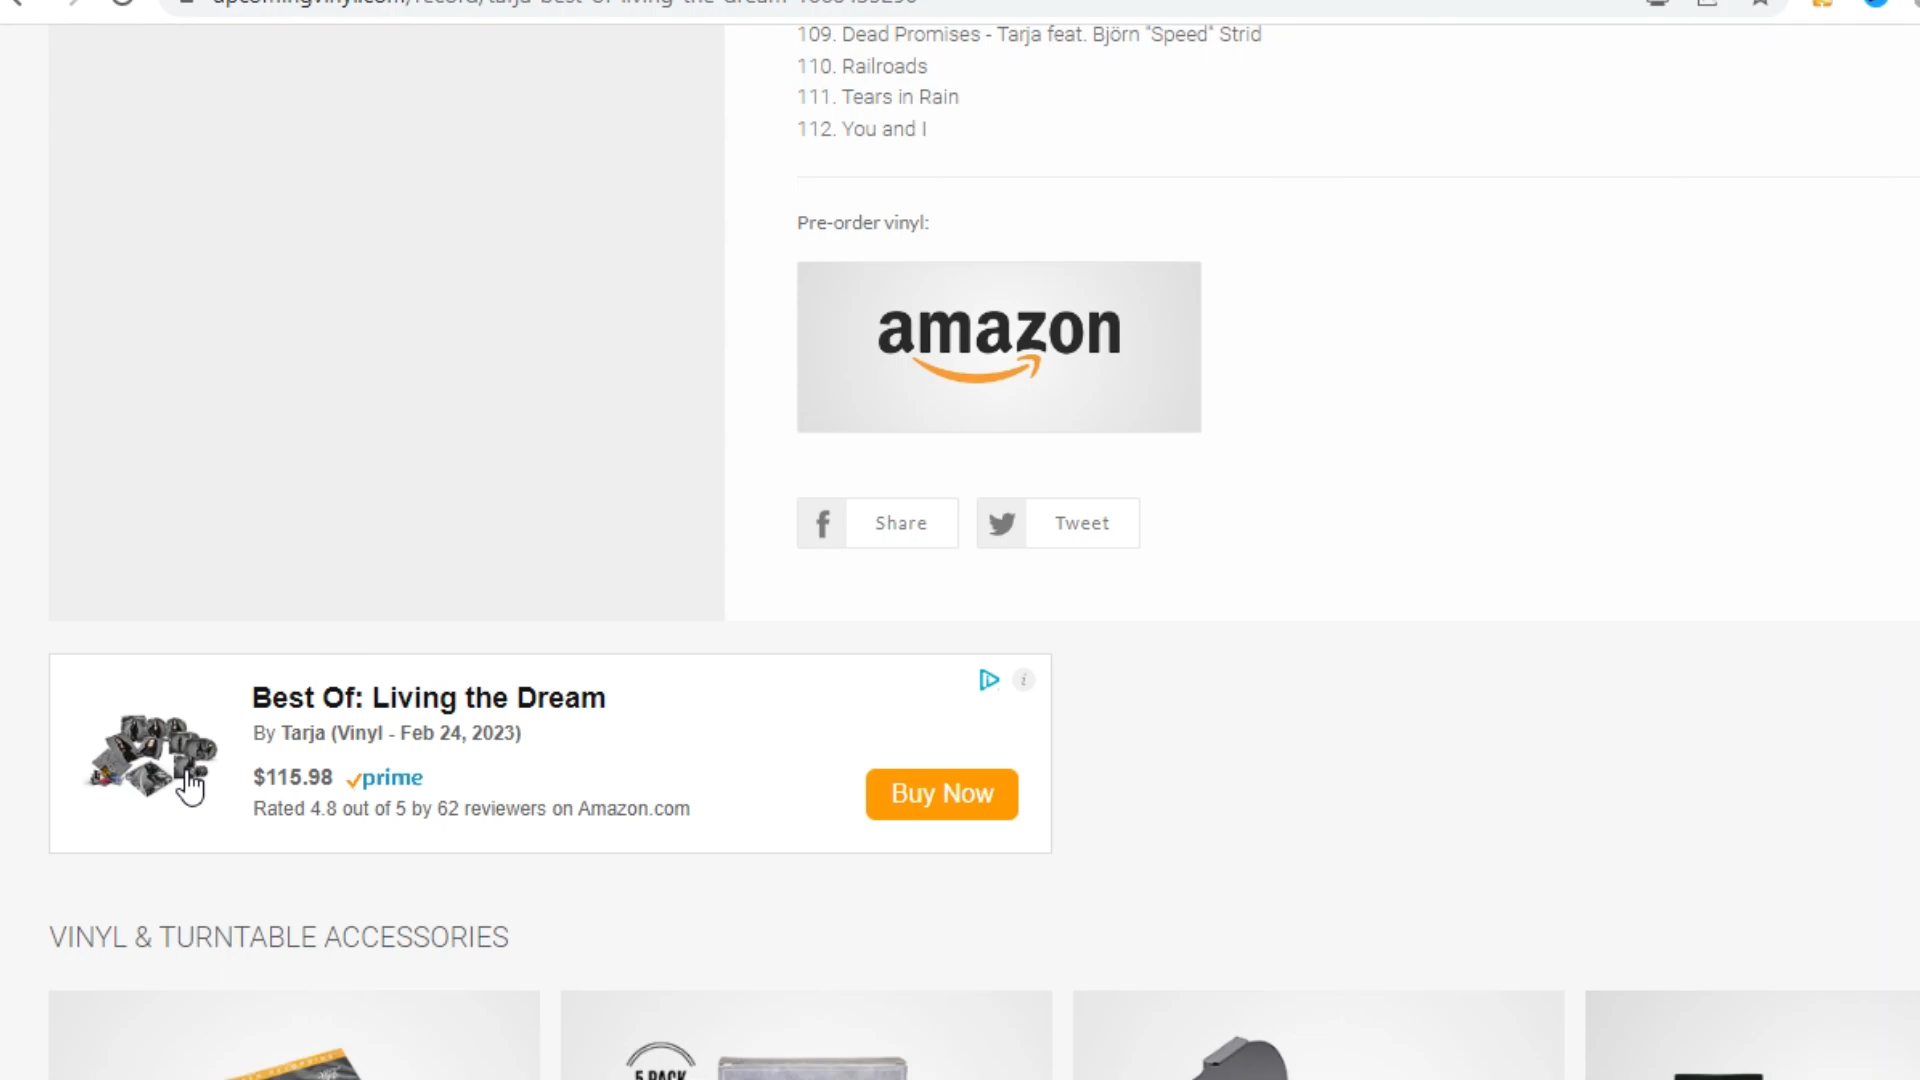 109. Dead Promises - Tarja feat. Björn "Speed" Strid
110. Railroads
111. Tears in Rain
112. You and I
Pre-order vinyl:
amazon
Share
Tweet
Best Of: Living the Dream
By Tarja (Vinyl - Feb 24, 2023)
$115.98 prime
Rated 4.8 out of 5 by 62 reviewers on Amazon.com
Buy Now
VINYL & TURNTABLE ACCESSORIES
5 PACK